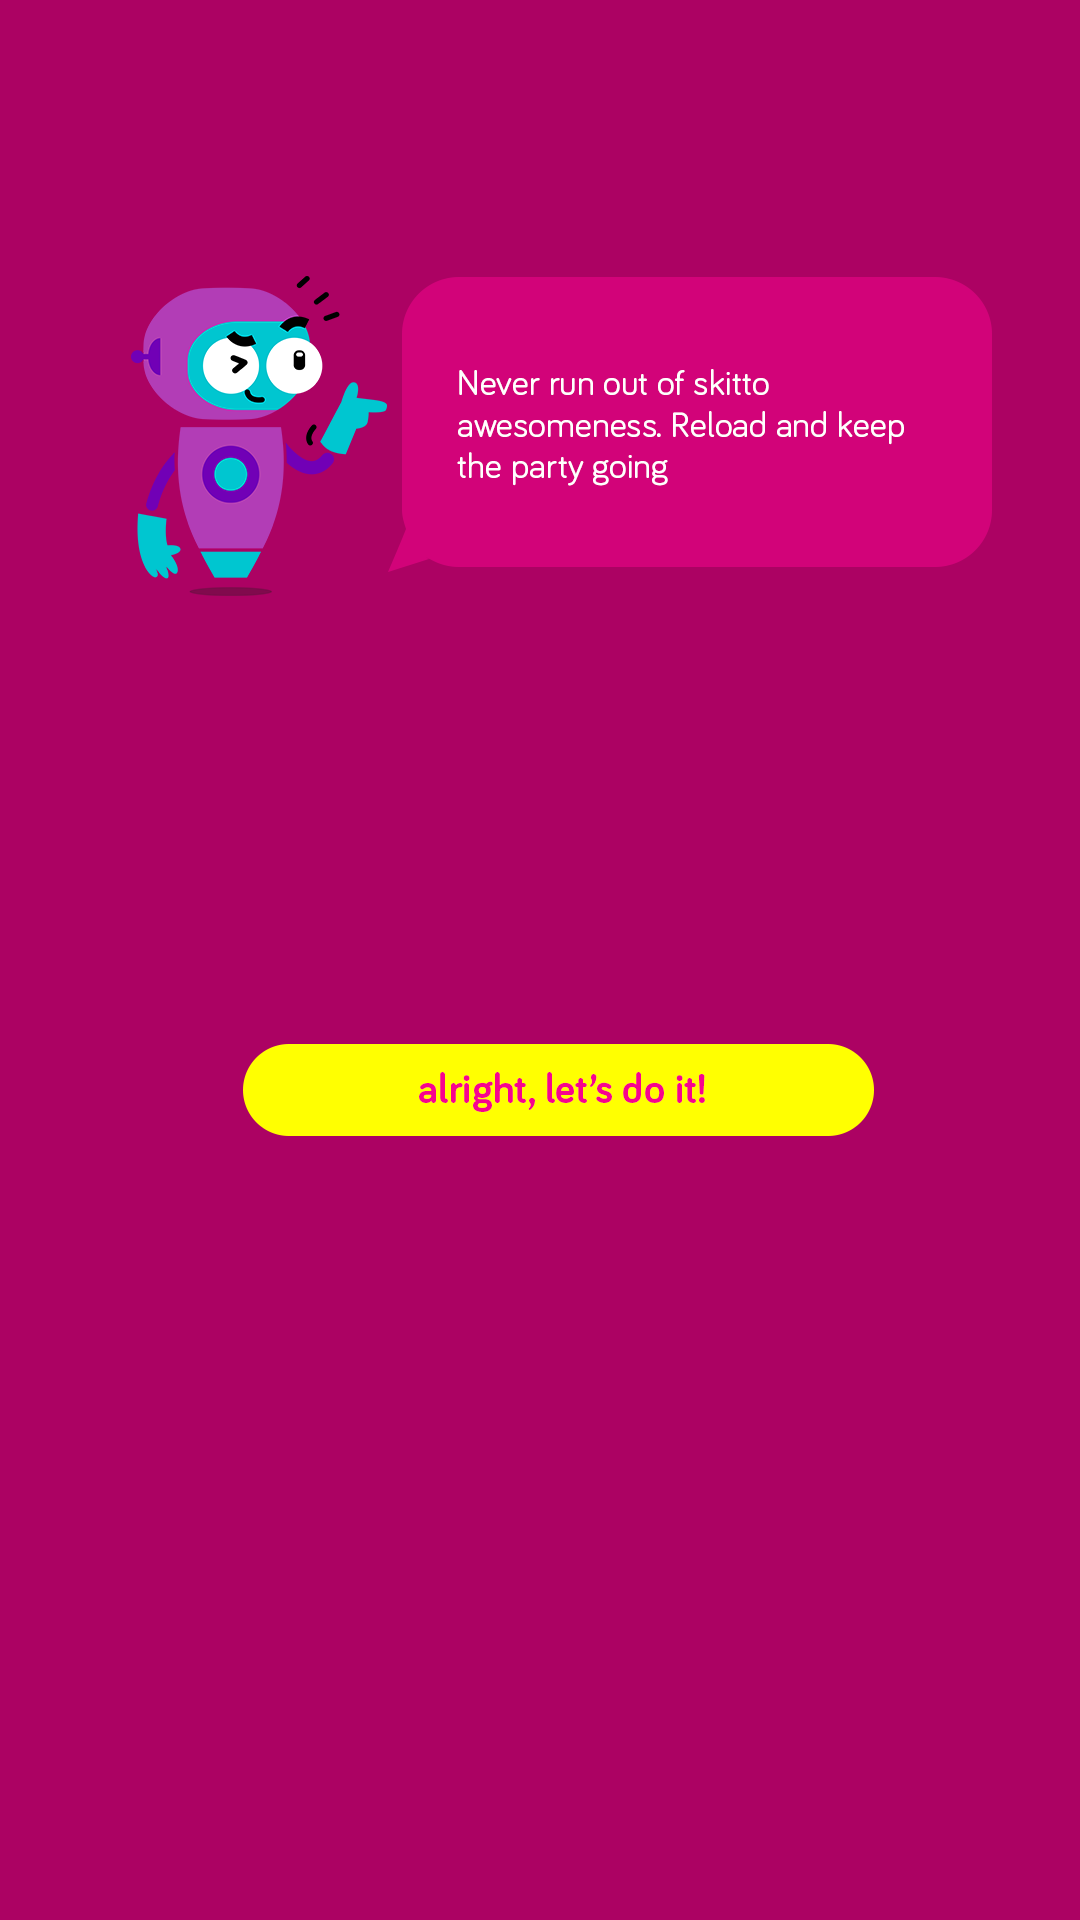 Never run out of skitto
awesomeness. Reload and keep
the party going
alright, let’s do it!